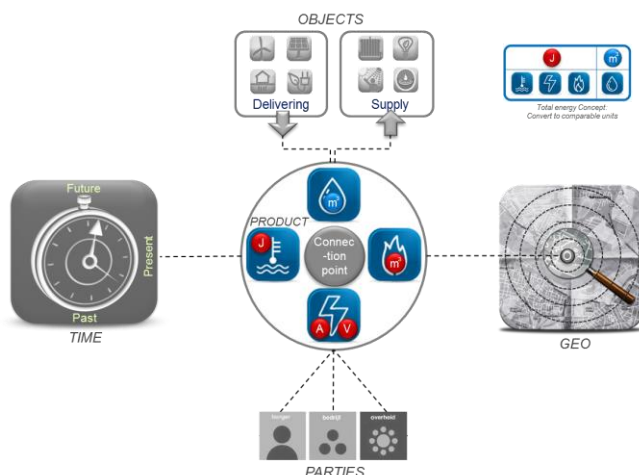 OBJECTS
Delivering
Supply
J
m³
Total energy Concept:
Convert to comparable units
Future
Present
Past
TIME
PRODUCT
m³
J
Connec
-tion
point
m³
A V
GEO
burger
bedrijf
overheid
PARTIES